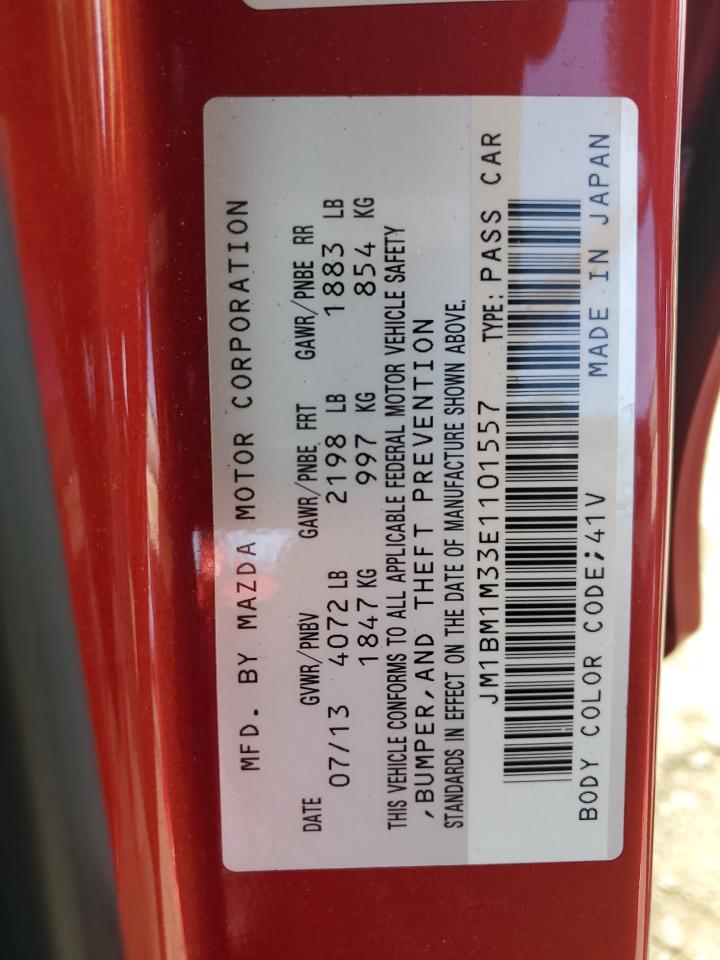 MFD. BY MAZDA MOTOR CORPORATION
DATE GVWR/PNBV GAWR/PNBE FRT GAWR/PNBE RR
07/13 4072 LB 2198 LB 1883 LB
1847 KG 997 KG 854 KG
THIS VEHICLE CONFORMS TO ALL APPLICABLE FEDERAL MOTOR VEHICLE SAFETY
,BUMPER,AND THEFT PREVENTION
STANDARDS IN EFFECT ON THE DATE OF MANUFACTURE SHOWN ABOVE.
JM1BM1M33E1101557 TYPE: PASS CAR
BODY COLOR CODE;41V MADE IN JAPAN